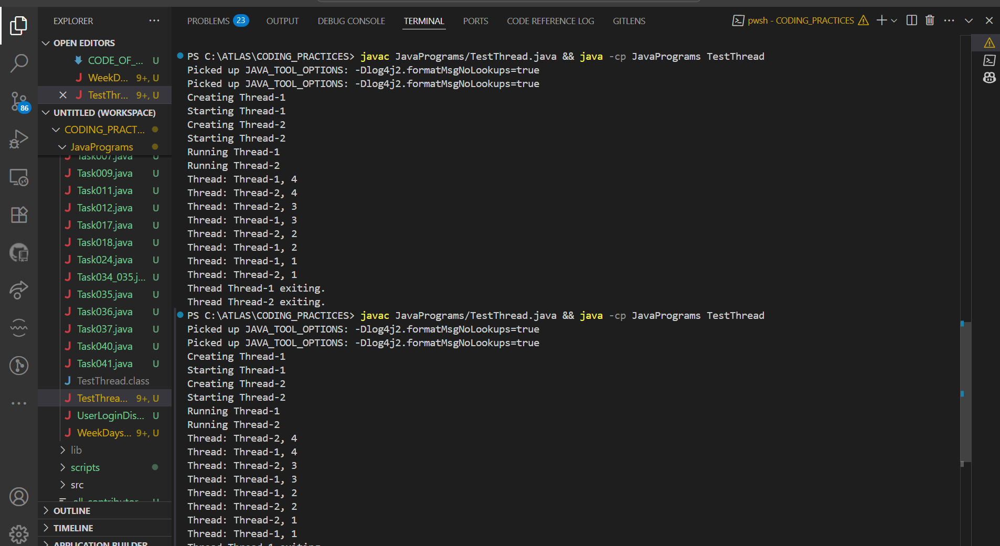 EXPLORER
OPEN EDITORS
CODE_OF_... U
WeekD... 9+, U
TestThr... 9+, U
UNTITLED (WORKSPACE)
CODING_PRACT...
JavaPrograms
Task007.java U
Task009.java U
Task011.java U
Task012.java U
Task017.java U
Task018.java U
Task024.java U
Task034_035.j... U
Task035.java U
Task036.java U
Task037.java U
Task040.java U
Task041.java U
TestThread.class
TestThrea... 9+, U
UserLoginDis... U
WeekDays... 9+, U
lib
scripts
src
OUTLINE
TIMELINE
APPLICATION BUILDER
86
PROBLEMS 23 OUTPUT DEBUG CONSOLE TERMINAL PORTS CODE REFERENCE LOG GITLENS
pwsh - CODING_PRACTICES
PS C:\ATLAS\CODING_PRACTICES> javac JavaPrograms/TestThread.java && java -cp JavaPrograms TestThread
Picked up JAVA_TOOL_OPTIONS: -Dlog4j2.formatMsgNoLookups=true
Picked up JAVA_TOOL_OPTIONS: -Dlog4j2.formatMsgNoLookups=true
Creating Thread-1
Starting Thread-1
Creating Thread-2
Starting Thread-2
Running Thread-1
Running Thread-2
Thread: Thread-1, 4
Thread: Thread-2, 4
Thread: Thread-2, 3
Thread: Thread-1, 3
Thread: Thread-2, 2
Thread: Thread-1, 2
Thread: Thread-1, 1
Thread: Thread-2, 1
Thread Thread-1 exiting.
Thread Thread-2 exiting.
PS C:\ATLAS\CODING_PRACTICES> javac JavaPrograms/TestThread.java && java -cp JavaPrograms TestThread
Picked up JAVA_TOOL_OPTIONS: -Dlog4j2.formatMsgNoLookups=true
Picked up JAVA_TOOL_OPTIONS: -Dlog4j2.formatMsgNoLookups=true
Creating Thread-1
Starting Thread-1
Creating Thread-2
Starting Thread-2
Running Thread-1
Running Thread-2
Thread: Thread-2, 4
Thread: Thread-1, 4
Thread: Thread-2, 3
Thread: Thread-1, 3
Thread: Thread-1, 2
Thread: Thread-2, 2
Thread: Thread-2, 1
Thread: Thread-1, 1
Thread Thread-1 exiting.